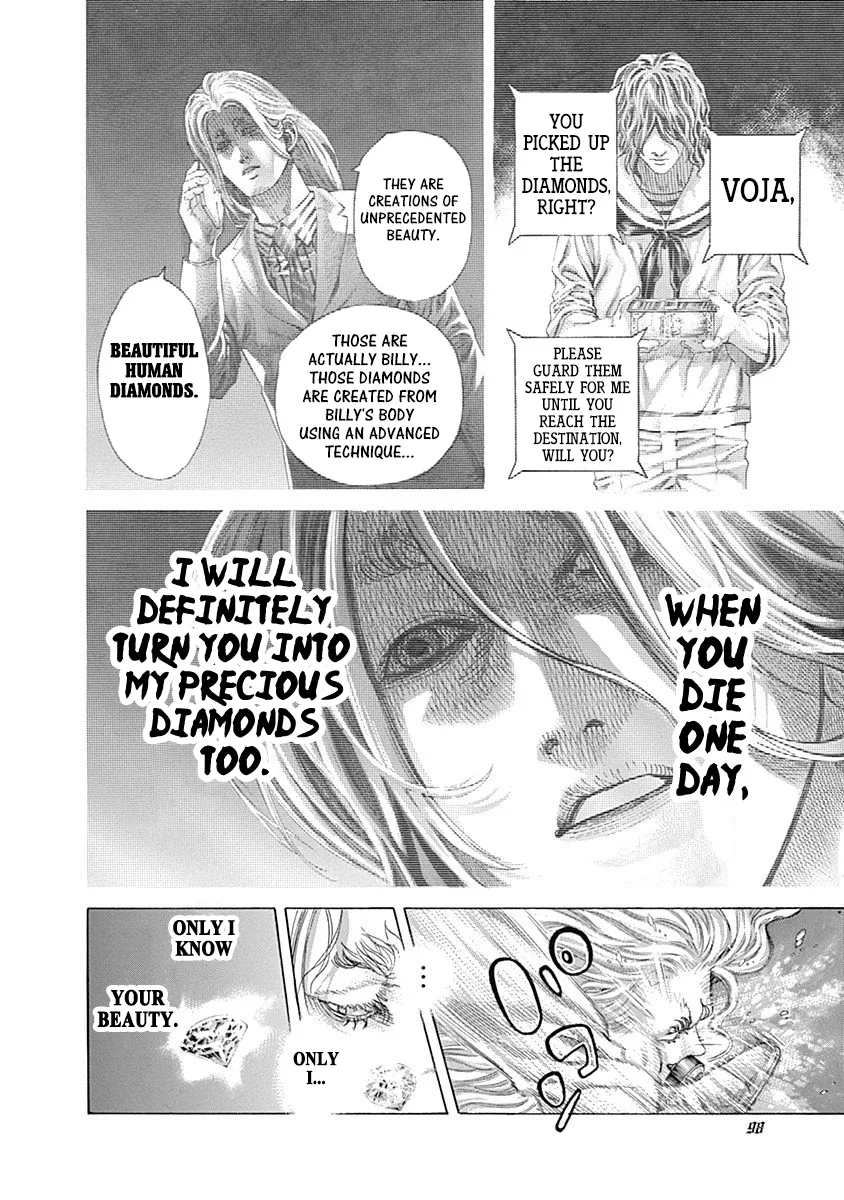 VOJA,
YOU
PICKED UP
THE
DIAMONDS,
RIGHT?
PLEASE
GUARD THEM
SAFELY FOR ME
UNTIL YOU
REACH THE
DESTINATION,
WILL YOU?
THEY ARE
CREATIONS OF
UNPRECEDENTED
BEAUTY.
THOSE ARE
ACTUALLY BILLY...
THOSE DIAMONDS
ARE CREATED FROM
BILLY'S BODY
USING AN ADVANCED
TECHNIQUE...
BEAUTIFUL
HUMAN
DIAMONDS.
WHEN
YOU
DIE
ONE
DAY,
I WILL
DEFINITELY
TURN YOU INTO
MY PRECIOUS
DIAMONDS
TOO.
...
ONLY
I...
ONLY I
KNOW
YOUR
BEAUTY.
98